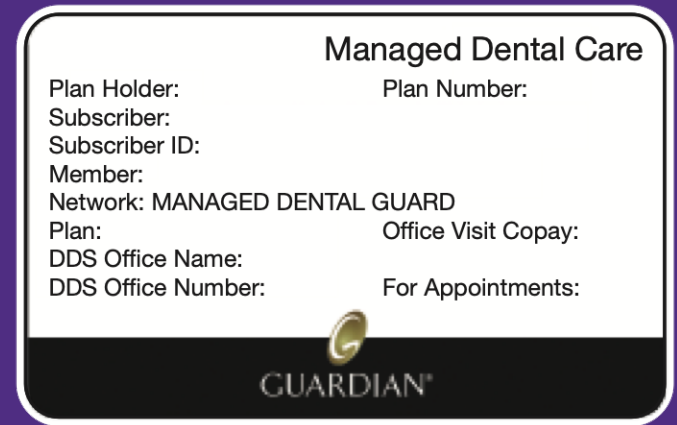 Managed Dental Care
Plan Holder: Plan Number:
Subscriber:
Subscriber ID:
Member:
Network: MANAGED DENTAL GUARD
Plan: Office Visit Copay:
DDS Office Name:
DDS Office Number: For Appointments:
G
GUARDIAN®